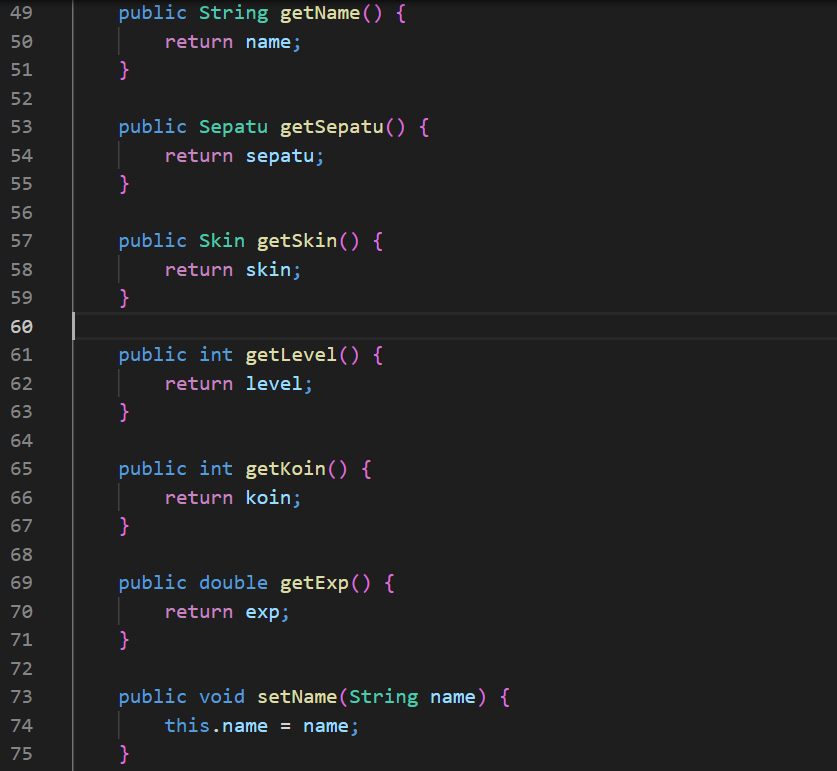 49 public String getName() {
50 return name;
51 }
52
53 public Sepatu getSepatu() {
54 return sepatu;
55 }
56
57 public Skin getSkin() {
58 return skin;
59 }
60
61 public int getLevel() {
62 return level;
63 }
64
65 public int getKoin() {
66 return koin;
67 }
68
69 public double getExp() {
70 return exp;
71 }
72
73 public void setName(String name) {
74 this.name = name;
75 }